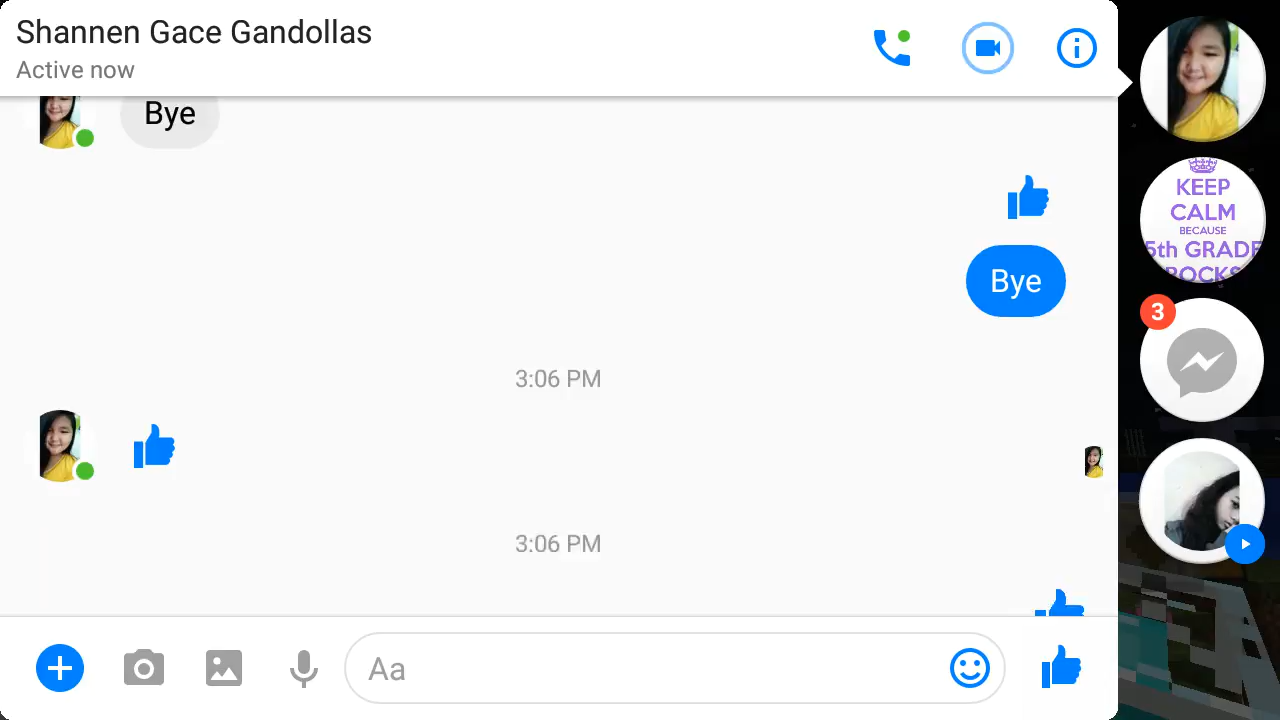 Shannen Gace Gandollas
Active now
Bye
Bye
3:06 PM
3:06 PM
Aa
KEEP
CALM
BECAUSE
5th GRADE
ROCKS
3